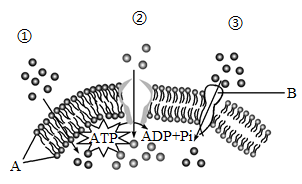 ① ② ③
B
ATP ADP+Pi
A